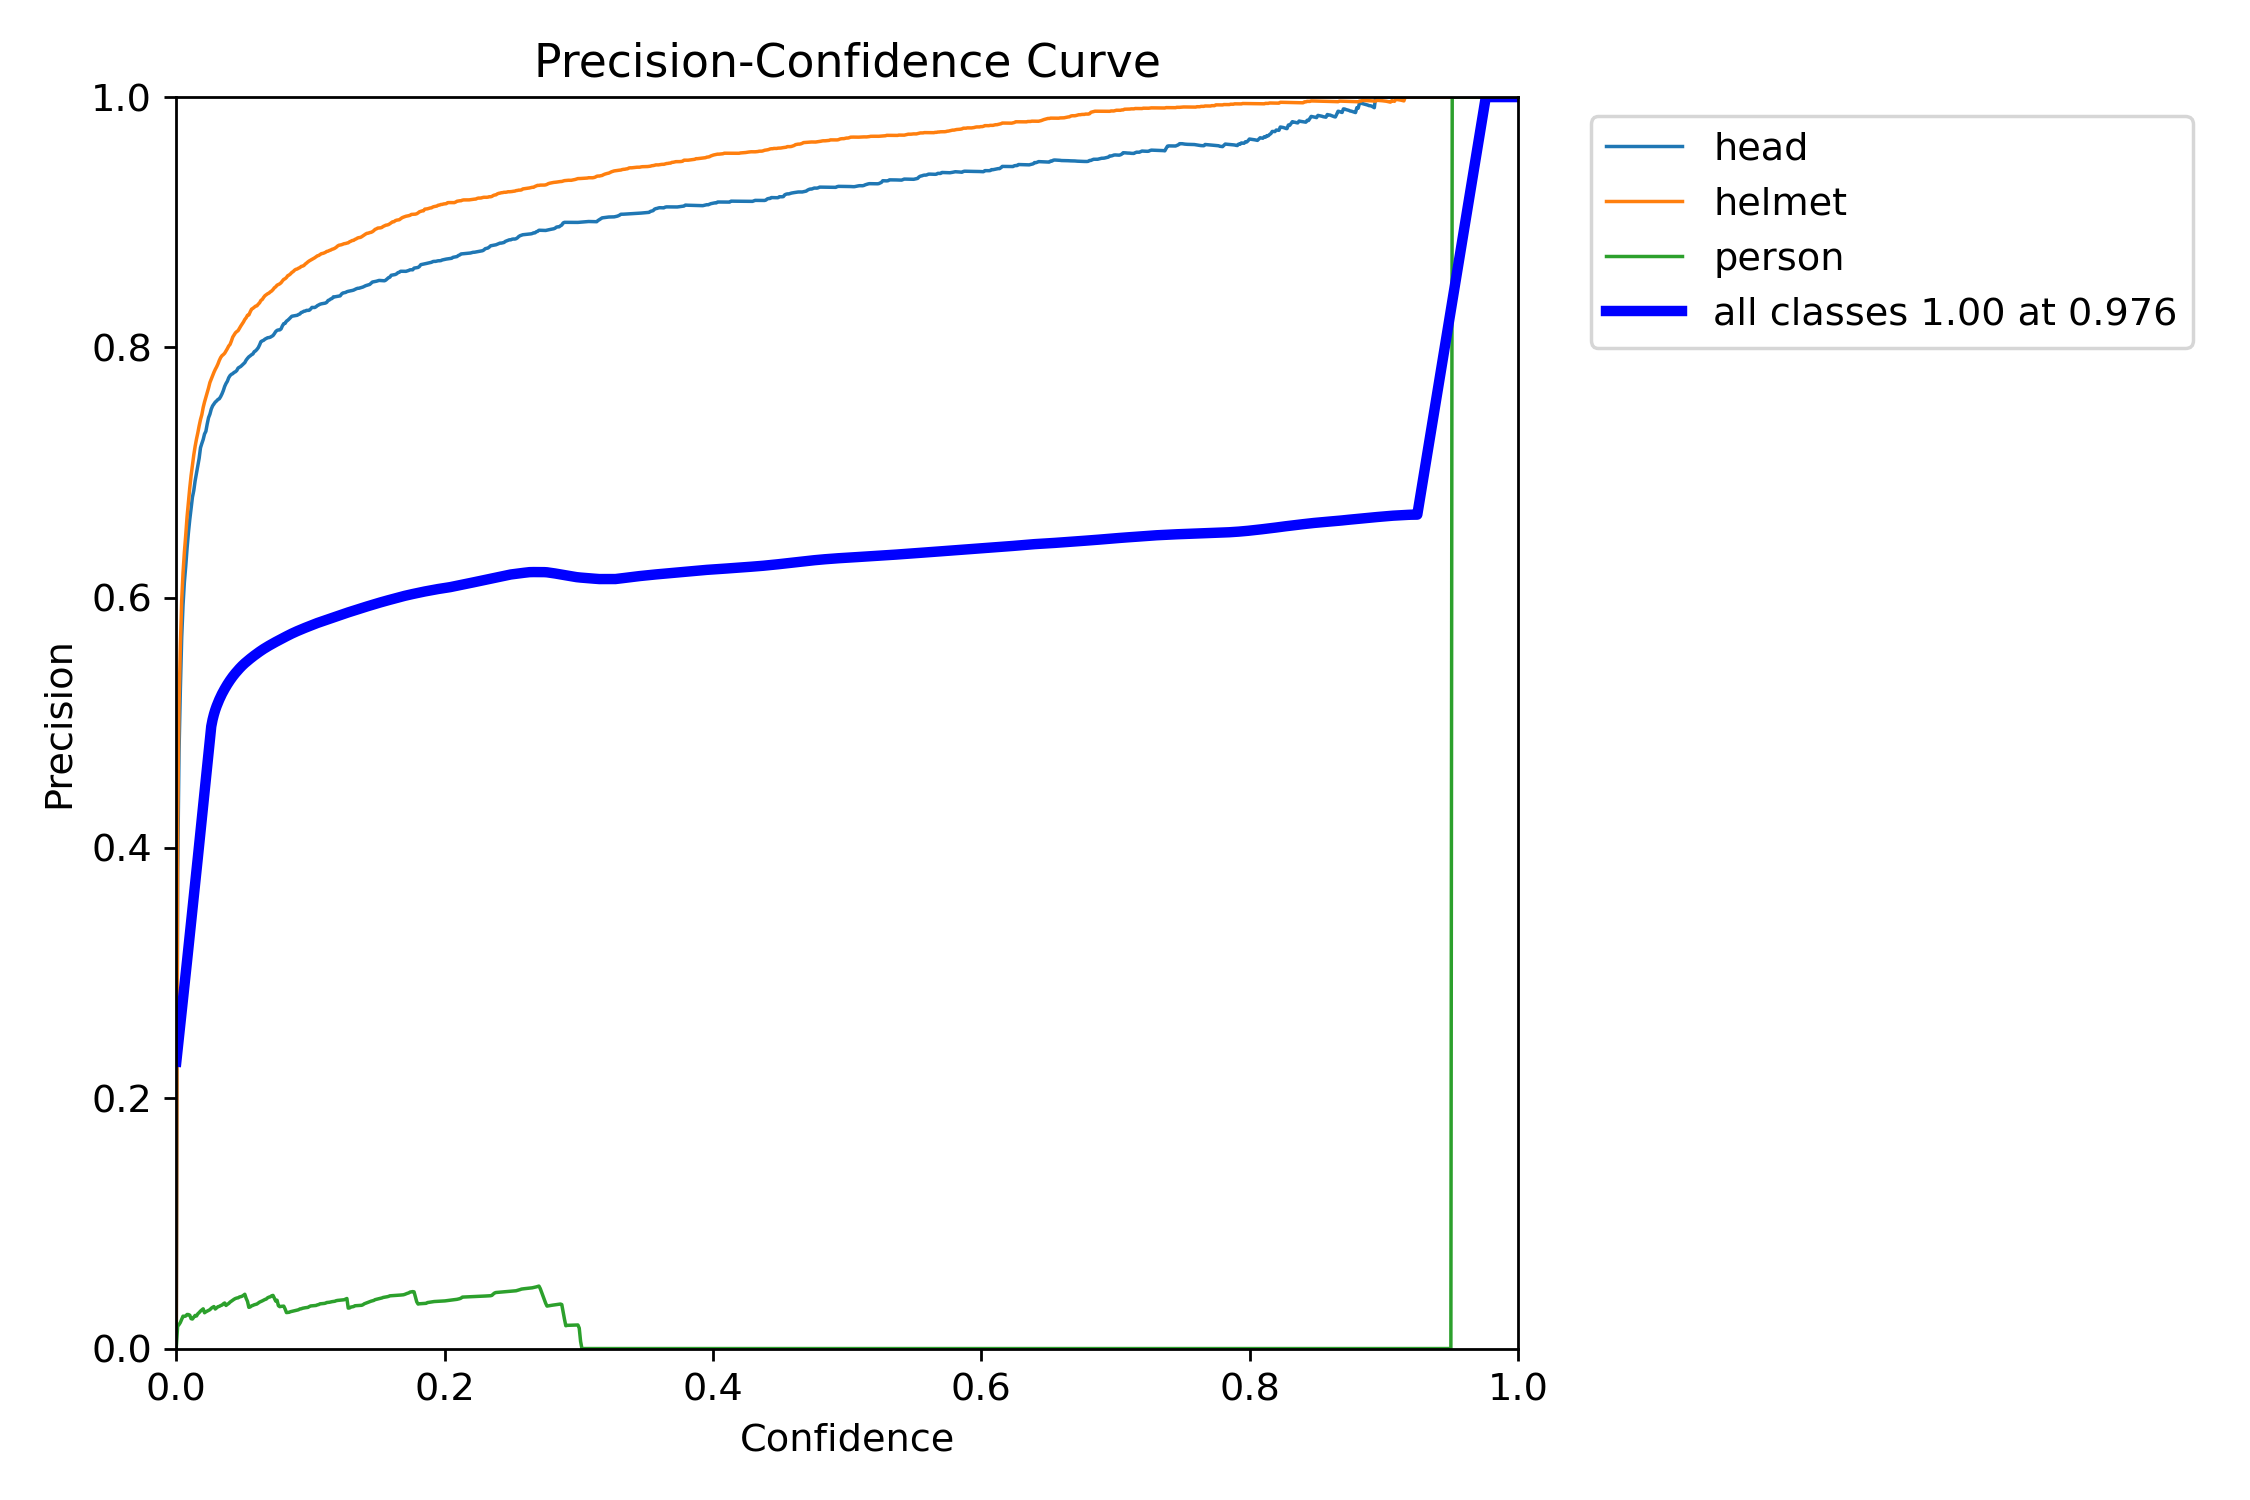 Precision-Confidence Curve
1.0
0.8
0.6
0.4
0.2
0.0
Precision
0.0 0.2 0.4 0.6 0.8 1.0
Confidence
head
helmet
person
all classes 1.00 at 0.976